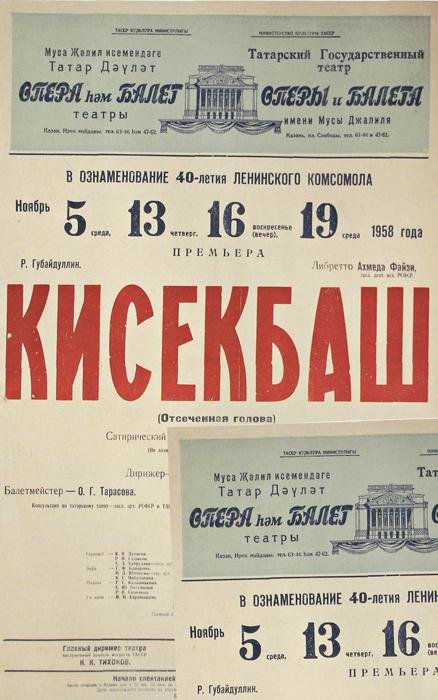 ТАССР КУЛЬТУРА МИНИСТРЛЫГЫ
МИНИСТЕРСТВО КУЛЬТУРЫ ТАССР
Муса Җәлил исемендәге
Татар Дәүләт
ОПЕРА һәм БАЛЕТ
театры
Казан, Ирек мәйданы, тел. 63-46 һәм 47-62.
Татарский Государственный
театр
ОПЕРЫ и БАЛЕТА
имени Мусы Джалиля
Казань, пл. Свободы, тел. 63-46 и 47-62.
В ОЗНАМЕНОВАНИЕ 40-летия ЛЕНИНСКОГО КОМСОМОЛА
Ноябрь 5 среда, 13 четверг, 16 воскресенье (вечер), 19 среда 1958 года
ПРЕМЬЕРА
Р. Губайдуллин.
Либретто Ахмеда Файзи,
КИСЕКБАШ
(Отсеченная голова)
Сатирический
Дирижер—
Балетмейстер — О. Г. Тарасова.
Главный дирижер театра
Н. К. ТИХОНОВ.
Начало спектаклей
ТАССР КУЛЬТУРА МИНИСТРЛЫГЫ
Муса Җәлил исемендәге
Татар Дәүләт
ОПЕРА һәм БАЛЕТ
театры
Казан, Ирек мәйданы, тел. 63-46 һәм 47-62.
Татар
О
Ка
В ОЗНАМЕНОВАНИЕ 40-летия ЛЕНИН
Ноябрь 5 среда, 13 четверг, 16
ПРЕМЬЕР
Р. Губайдуллин.